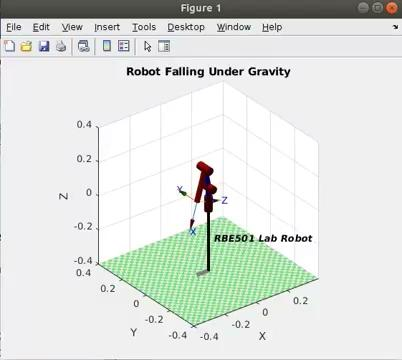 Figure 1
File Edit View Insert Tools Desktop Window Help
Robot Falling Under Gravity
0.4
0.2
0
-0.2
-0.4
Z
Y
Z
X
RBE501 Lab Robot
0.4
0.2
0
-0.2
-0.4
Y
-0.4
-0.2
0
0.2
0.4
X